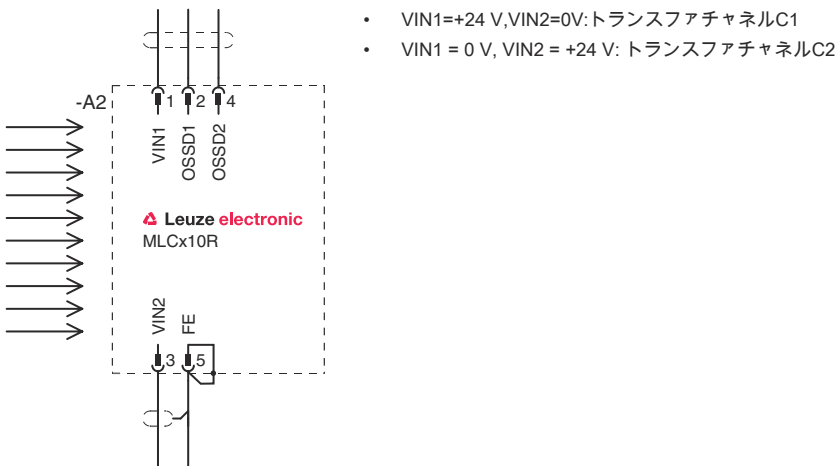 • VIN1=+24 V,VIN2=0V:トランスファチャネルC1
• VIN1 = 0 V, VIN2 = +24 V: トランスファチャネルC2
-A2
1 2 4
VIN1
OSSD1
OSSD2
Leuze electronic
MLCx10R
VIN2
FE
3 5